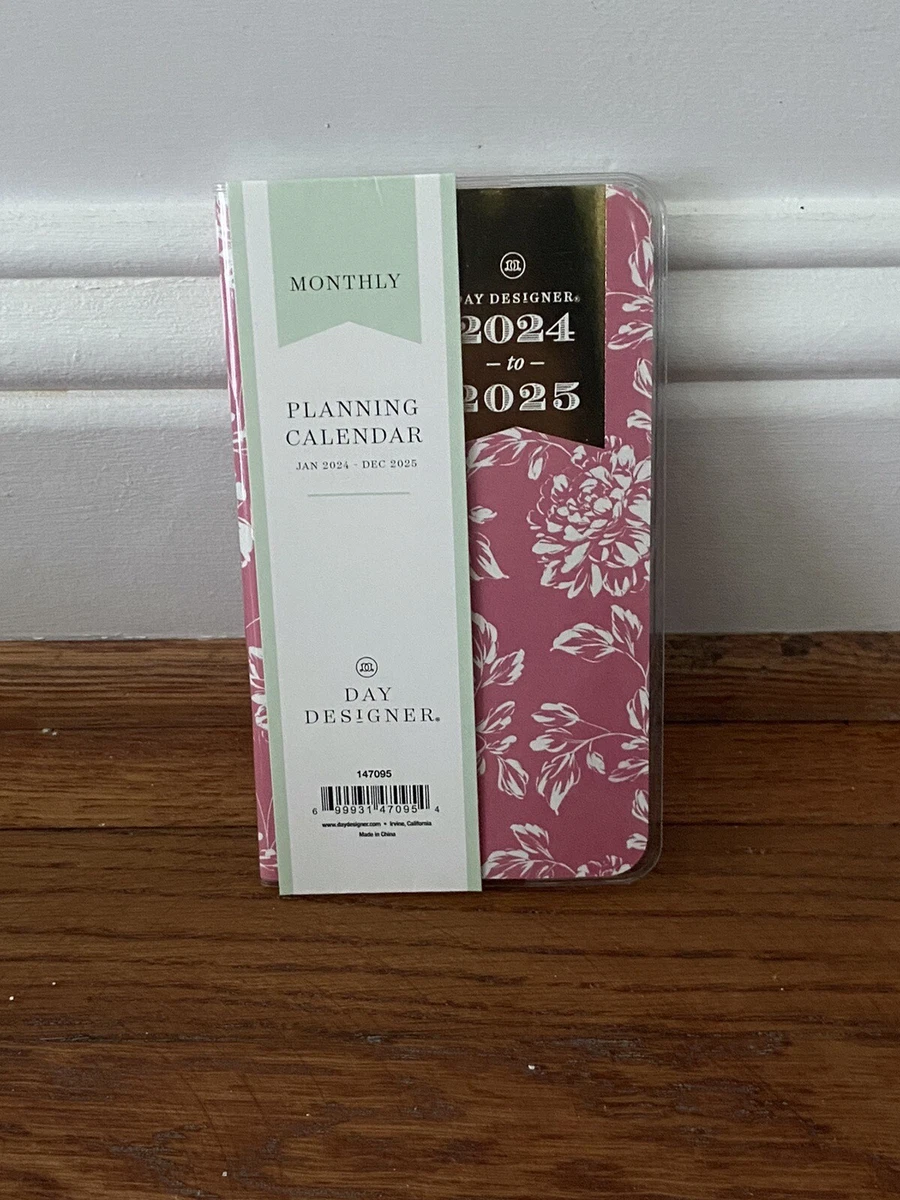 MONTHLY
PLANNING
CALENDAR
JAN 2024 - DEC 2025
DAY
DESIGNER®
147095
6 99931 47095 4
www.daydesigner.com • Irvine, California
Made in China
DAY DESIGNER®
2024
– to –
2025